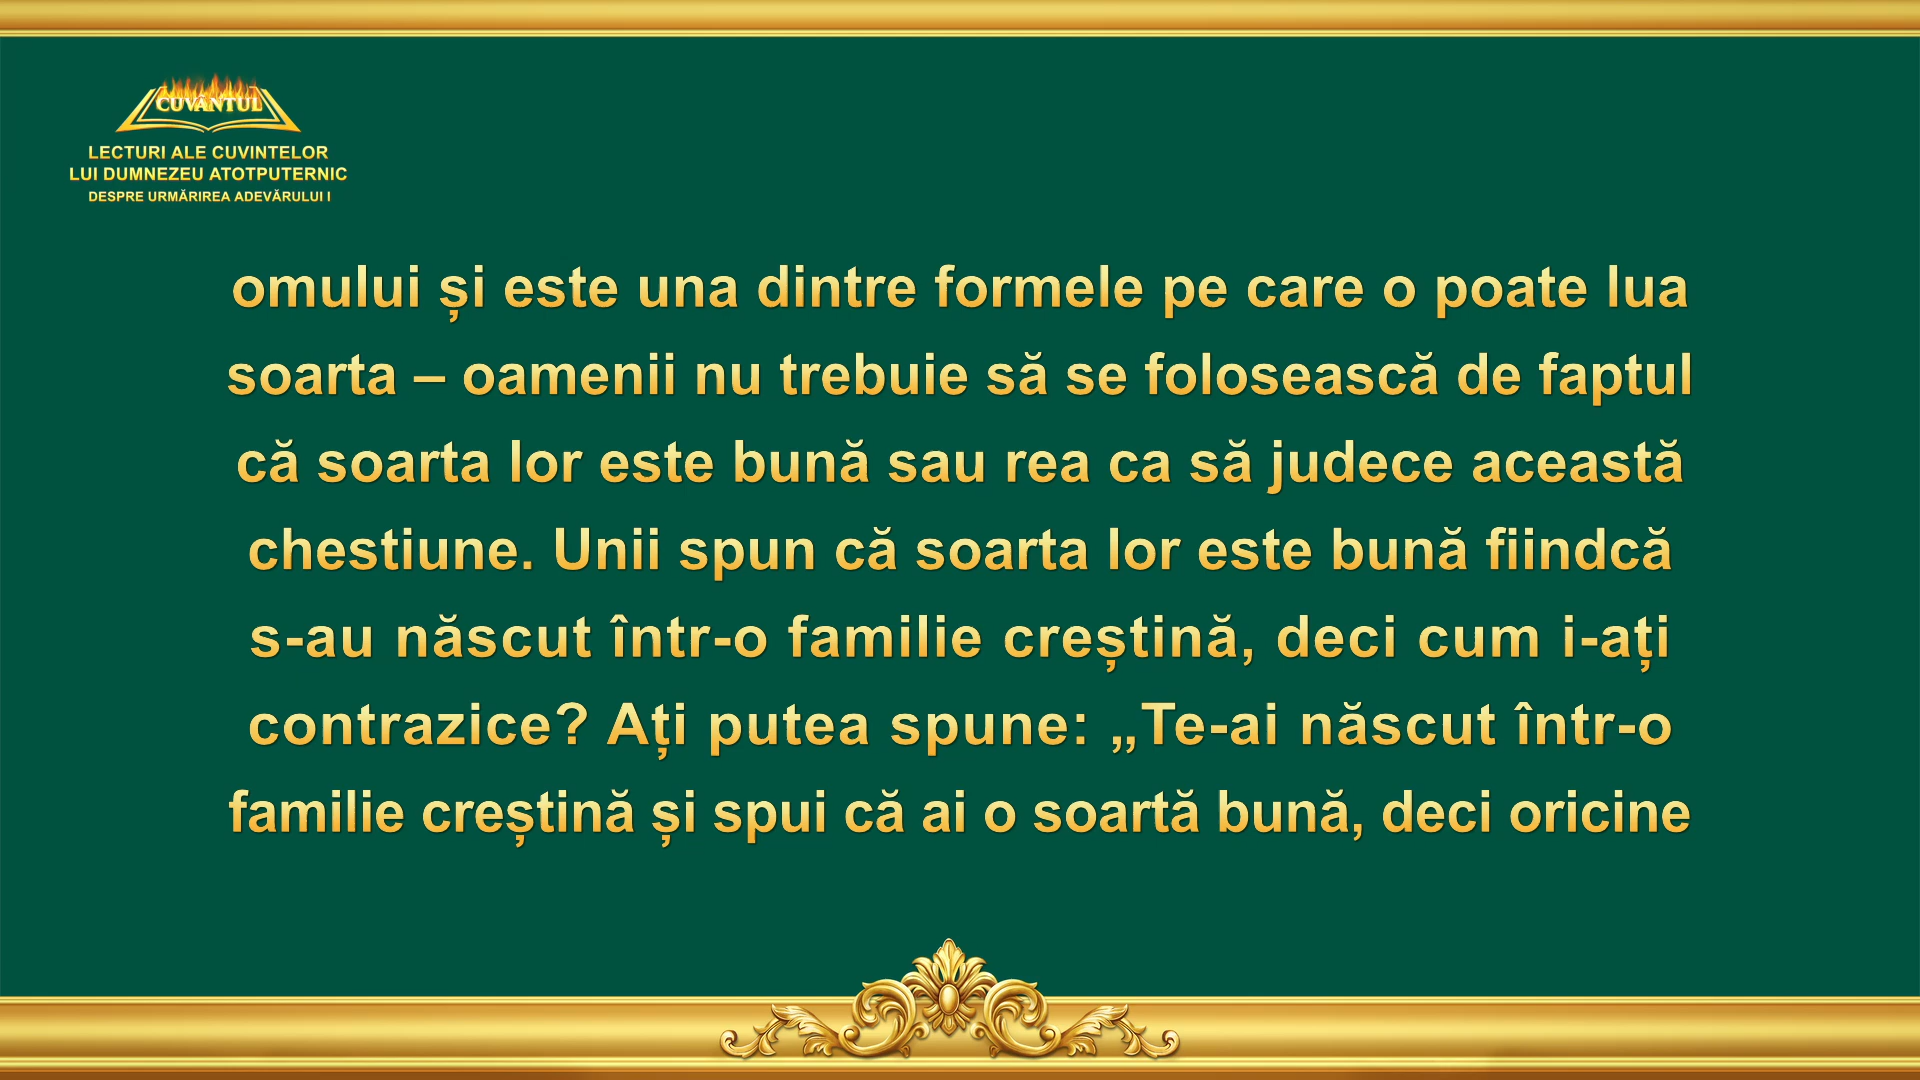 CUVÂNTUL
LECTURI ALE CUVINTELOR
LUI DUMNEZEU ATOTPUTERNIC
DESPRE URMĂRIREA ADEVĂRULUI I
omului și este una dintre formele pe care o poate lua
soarta – oamenii nu trebuie să se folosească de faptul
că soarta lor este bună sau rea ca să judece această
chestiune. Unii spun că soarta lor este bună fiindcă
s-au născut într-o familie creștină, deci cum i-ați
contrazice? Ați putea spune: „Te-ai născut într-o
familie creștină și spui că ai o soartă bună, deci oricine